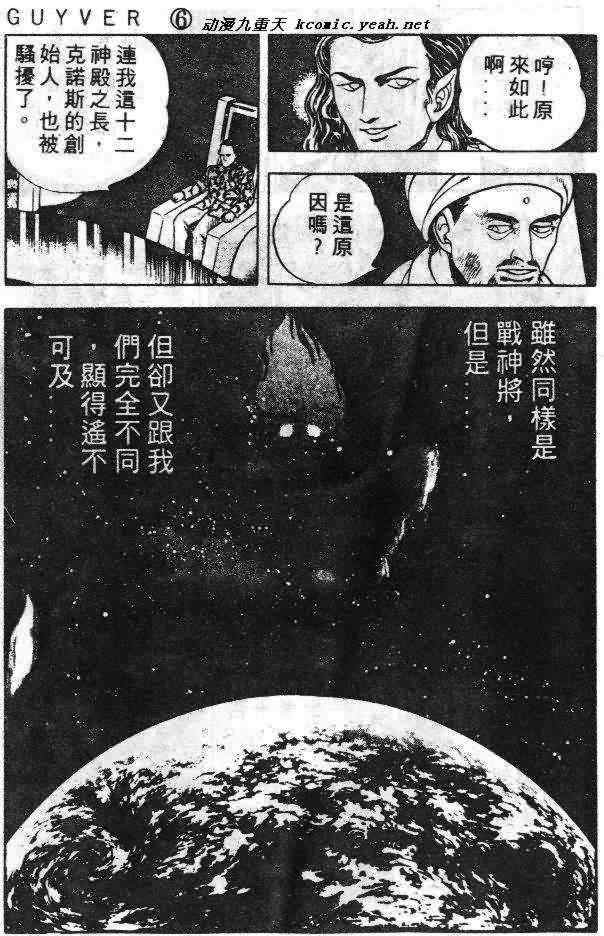 GUYVER ⑥
动漫九重天 kcomic.yeah.net
哼！原
來如此
啊……
是這原
因嗎？
連我這十二
神殿之長，
克諾斯的創
始人，也被
騷擾了。
雖然同樣是
戰神將，
但是……
但卻又跟我
們完全不同
，顯得遙不
可及……